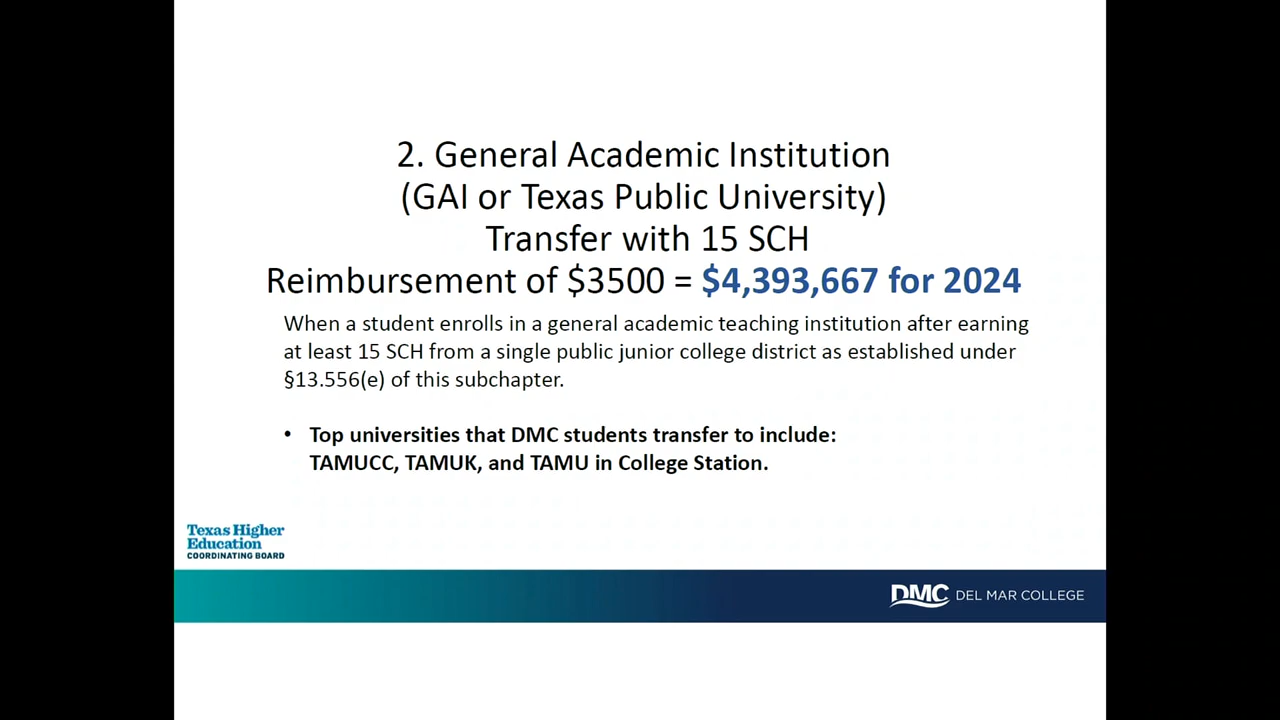 2. General Academic Institution
(GAI or Texas Public University)
Transfer with 15 SCH
Reimbursement of $3500 = $4,393,667 for 2024
When a student enrolls in a general academic teaching institution after earning
at least 15 SCH from a single public junior college district as established under
§13.556(e) of this subchapter.
• Top universities that DMC students transfer to include:
TAMUCC, TAMUK, and TAMU in College Station.
Texas Higher
Education
COORDINATING BOARD
DMC DEL MAR COLLEGE